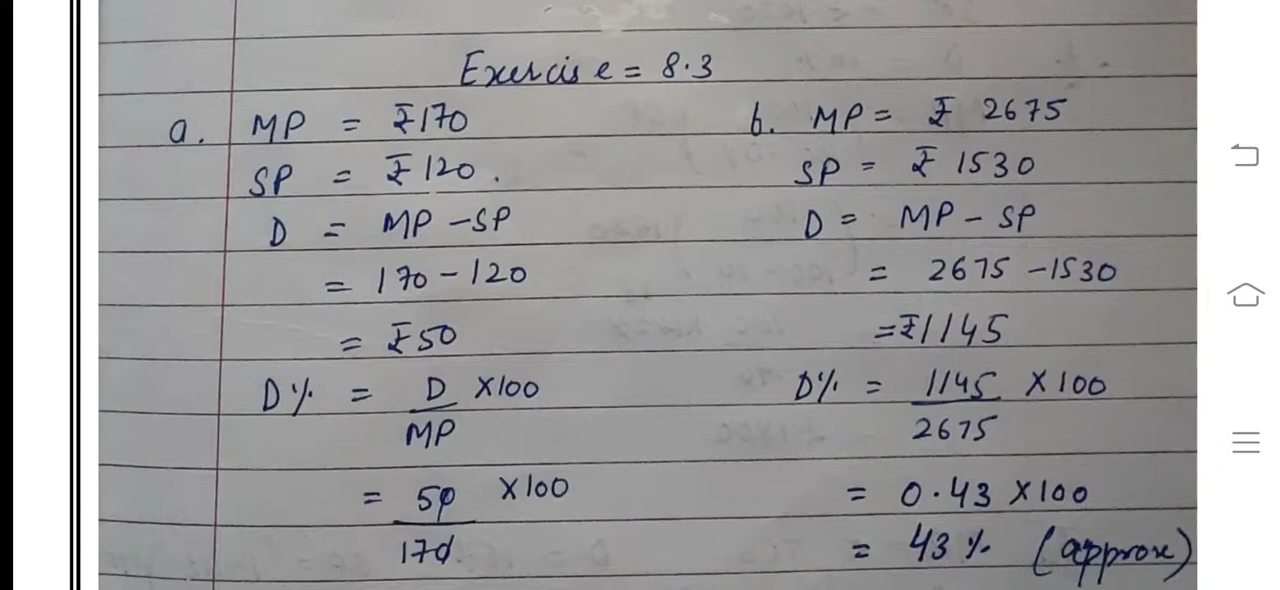 Exercise = 8.3
a. MP = ₹170
SP = ₹120.
D = MP - SP
= 170 - 120
= ₹50
D% = D/MP ×100
= 50/170 ×100
b. MP = ₹ 2675
SP = ₹ 1530
D = MP - SP
= 2675 - 1530
= ₹1145
D% = 1145/2675 × 100
= 0.43 × 100
= 43% (approx)